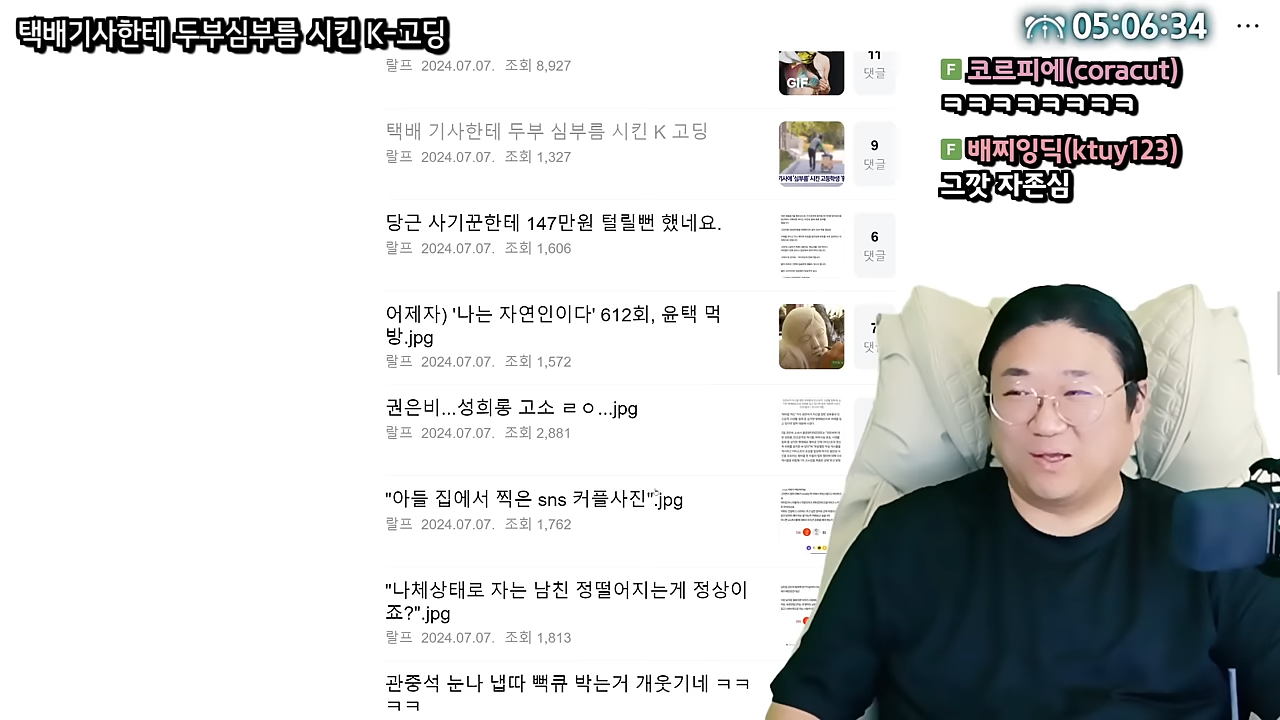 택배기사한테 두부심부름 시킨 K-고딩
05:06:34
랄프 2024.07.07. 조회 8,927
GIF
11
댓글
택배 기사한테 두부 심부름 시킨 K 고딩
랄프 2024.07.07. 조회 1,327
9
댓글
당근 사기꾼한테 147만원 털릴뻔 했네요.
랄프 2024.07.07. 조회 1,606
6
댓글
어제자) '나는 자연인이다' 612회, 윤택 먹
방.jpg
랄프 2024.07.07. 조회 1,572
권은비...성희롱 고소 ㄹㅇ...jpg
랄프 2024.07.07.
"아들 집에서 찍은 ser 커플사진".jpg
랄프 2024.07.07. 조회 1,762
"나체상태로 자는 남친 정떨어지는게 정상이
죠?".jpg
랄프 2024.07.07. 조회 1,813
관중석 눈나 냅따 뻑큐 박는거 개웃기네 ㅋㅋ
ㅋㅋ
F 코르피에(coracut)
ㅋㅋㅋㅋㅋㅋㅋㅋ
F 배찌잉딕(ktuy123)
그깟 자존심